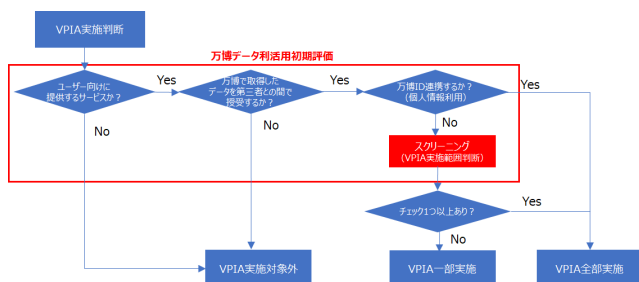 VPIA実施判断
万博データ利活用初期評価
ユーザー向けに
提供するサービスか？
Yes
万博で取得した
データを第三者との間で
接受するか？
Yes
万博ID連携するか？
（個人情報利用）
Yes
No
No
No
スクリーニング
（VPIA実施範囲判断）
チェック1つ以上あり？
Yes
No
VPIA実施対象外
VPIA一部実施
VPIA全部実施